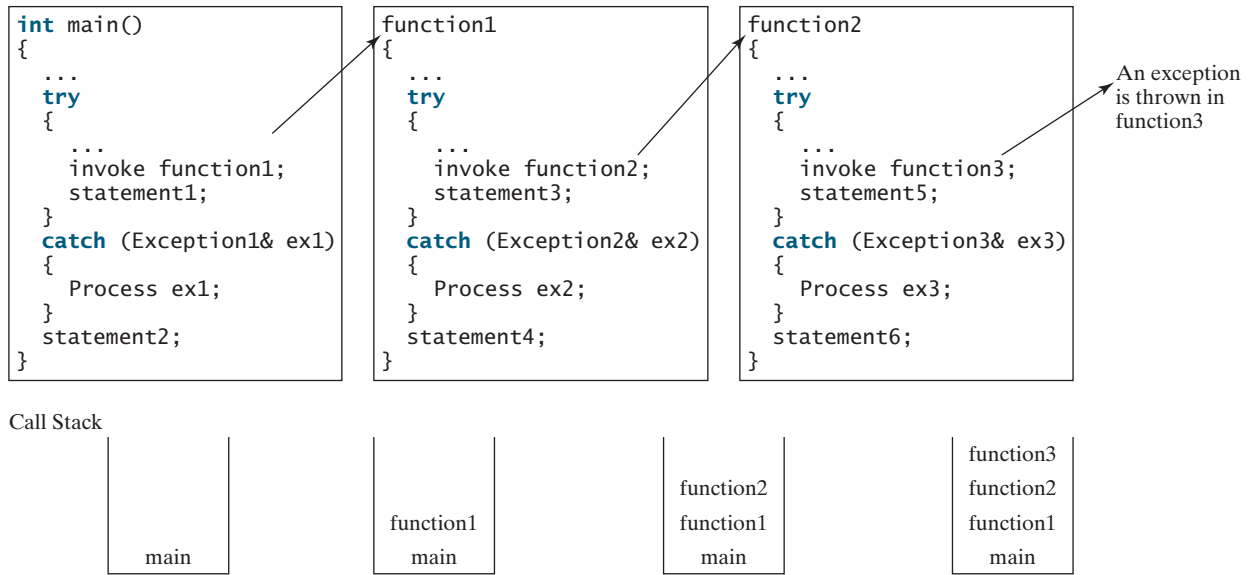 int main()
{
...
try
{
...
invoke function1;
statement1;
}
catch (Exception1& ex1)
{
Process ex1;
}
statement2;
}
function1
{
...
try
{
...
invoke function2;
statement3;
}
catch (Exception2& ex2)
{
Process ex2;
}
statement4;
}
function2
{
...
try
{
...
invoke function3;
statement5;
}
catch (Exception3& ex3)
{
Process ex3;
}
statement6;
}
An exception
is thrown in
function3
Call Stack
main
function1
main
function2
function1
main
function3
function2
function1
main